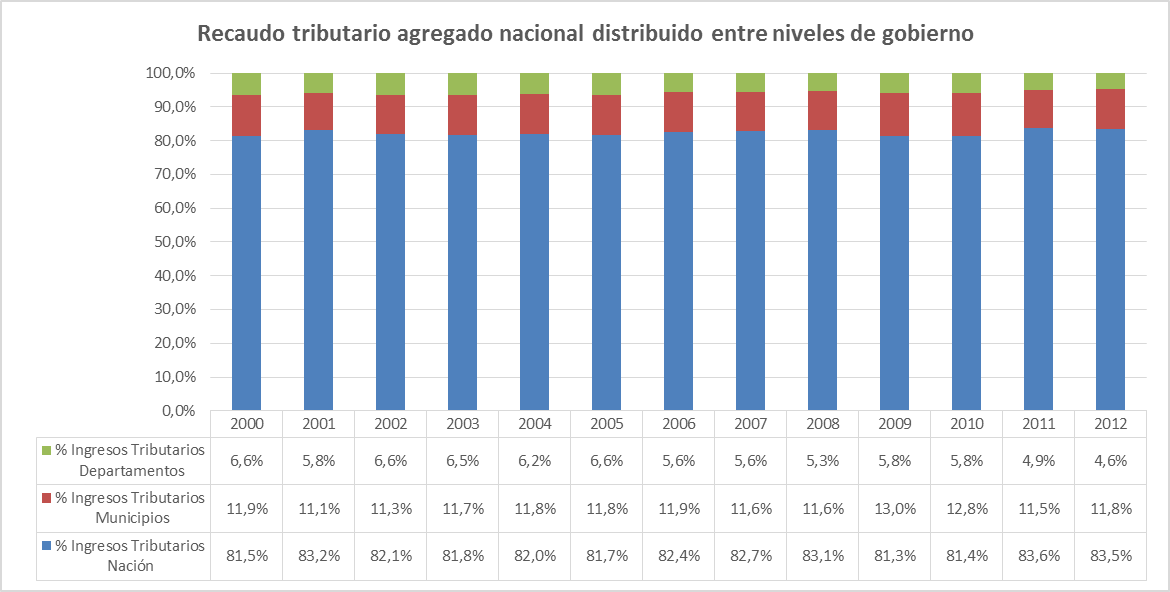 Recaudo tributario agregado nacional distribuido entre niveles de gobierno
100,0%
90,0%
80,0%
70,0%
60,0%
50,0%
40,0%
30,0%
20,0%
10,0%
0,0%
2000 2001 2002 2003 2004 2005 2006 2007 2008 2009 2010 2011 2012
% Ingresos Tributarios
Departamentos
6,6% 5,8% 6,6% 6,5% 6,2% 6,6% 5,6% 5,6% 5,3% 5,8% 5,8% 4,9% 4,6%
% Ingresos Tributarios
Municipios
11,9% 11,1% 11,3% 11,7% 11,8% 11,8% 11,9% 11,6% 11,6% 13,0% 12,8% 11,5% 11,8%
% Ingresos Tributarios
Nación
81,5% 83,2% 82,1% 81,8% 82,0% 81,7% 82,4% 82,7% 83,1% 81,3% 81,4% 83,6% 83,5%